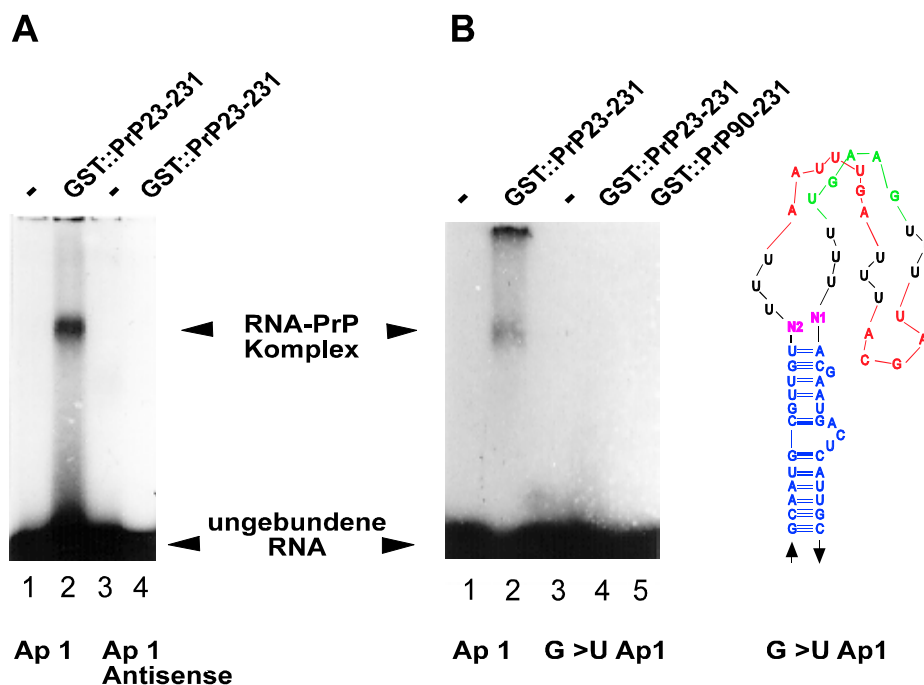 A
B
- GST::PrP23-231 - GST::PrP23-231
- GST::PrP23-231 - GST::PrP23-231 GST::PrP90-231
RNA-PrP
Komplex
ungebundene
RNA
1 2 3 4
1 2 3 4 5
Ap 1
Ap 1
Antisense
Ap 1
G >U Ap1
G >U Ap1
N2
N1